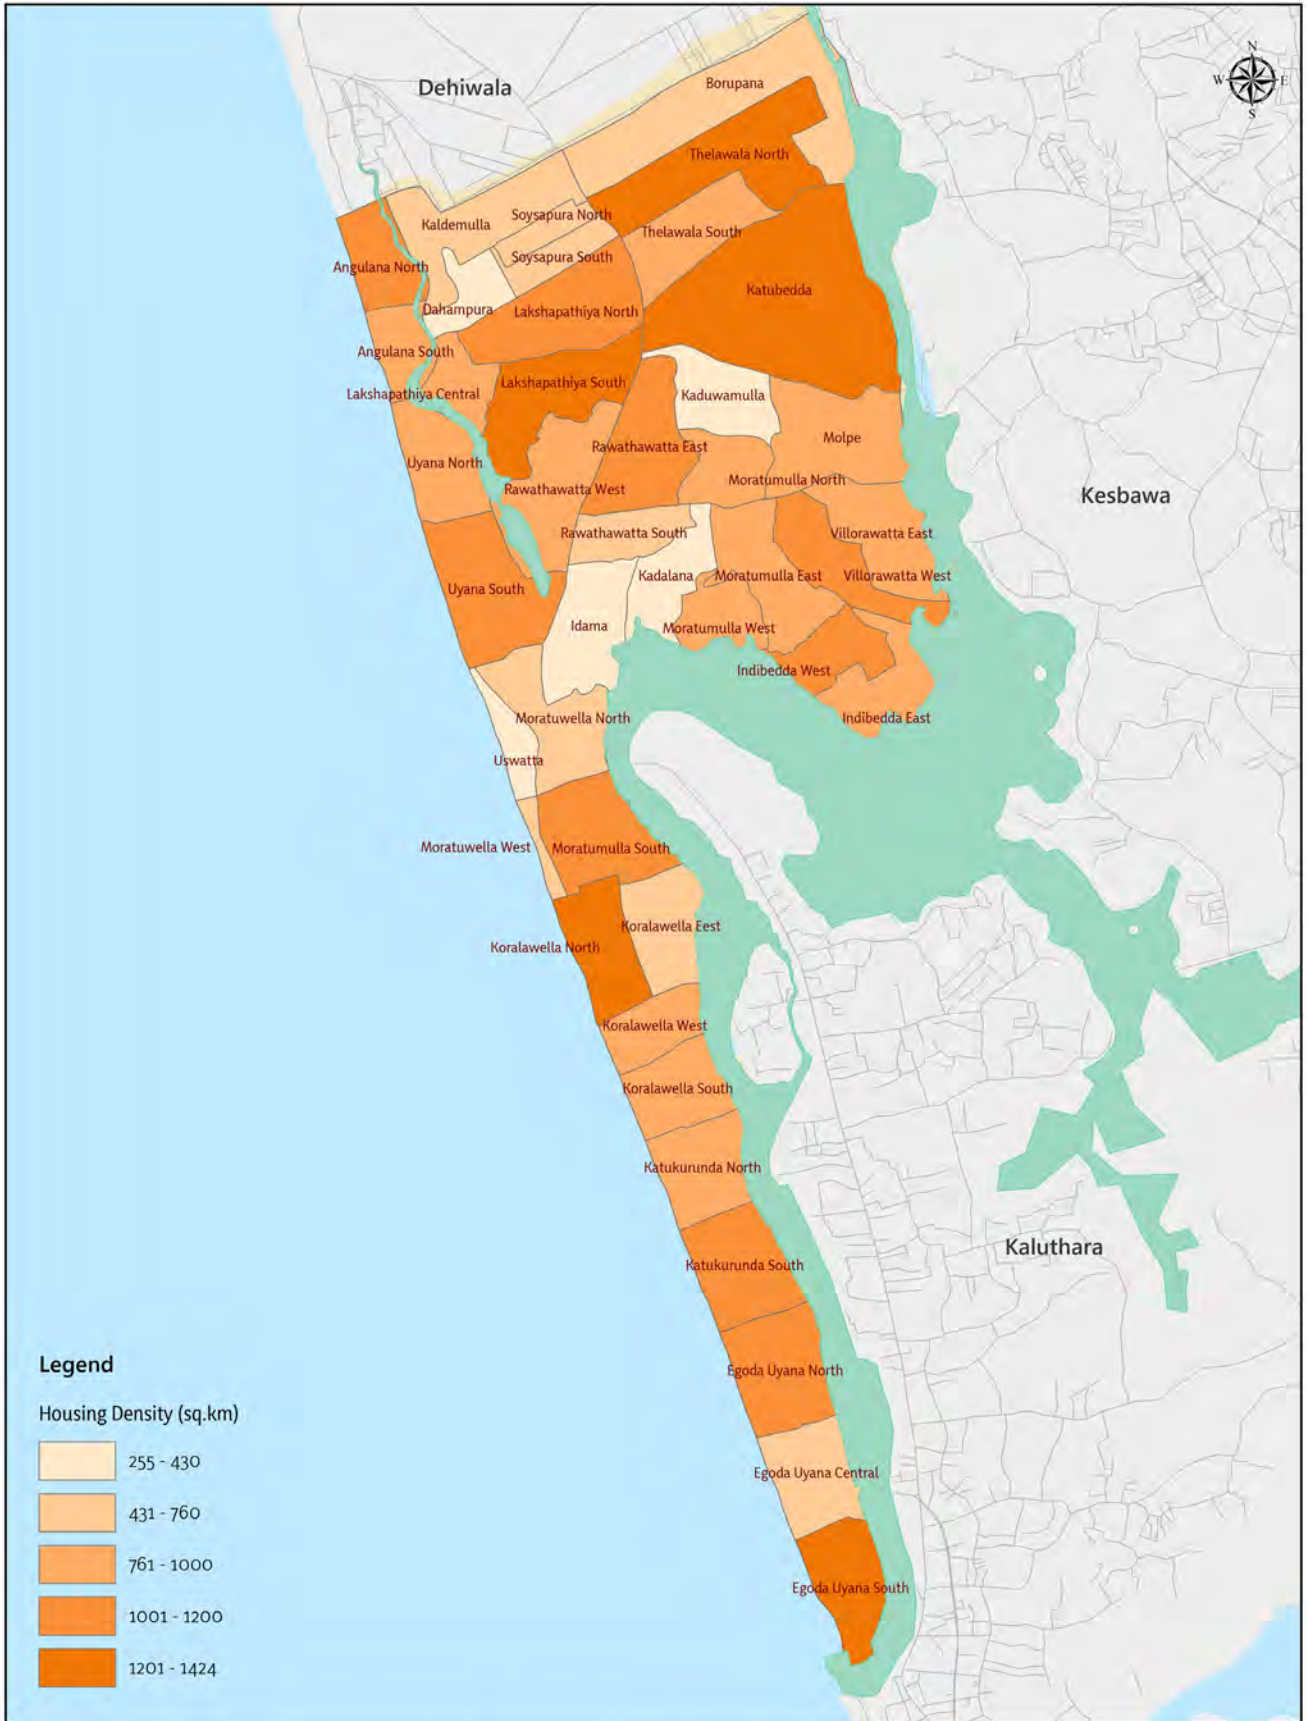 N
W
E
S
Dehiwala
Borupana
Thelawala North
Soysapura North
Kaldemulla
Thelawala South
Soysapura South
Angulana North
Katubedda
Dahampura
Lakshapathiya North
Angulana South
Lakshapathiya South
Lakshapathiya Central
Kaduwamulla
Molpe
Rawathawatta East
Uyana North
Moratumulla North
Rawathawatta West
Kesbawa
Rawathawatta South
Villorawatta East
Kadalana
Moratumulla East
Villorawatta West
Uyana South
Idama
Moratumulla West
Indibedda West
Moratuwella North
Indibedda East
Uswatta
Moratuwella West
Moratumulla South
Koralawella Eest
Koralawella North
Koralawella West
Koralawella South
Katukurunda North
Kaluthara
Katukurunda South
Egoda Uyana North
Egoda Uyana Central
Egoda Uyana South
Legend
Housing Density (sq.km)
255 - 430
431 - 760
761 - 1000
1001 - 1200
1201 - 1424